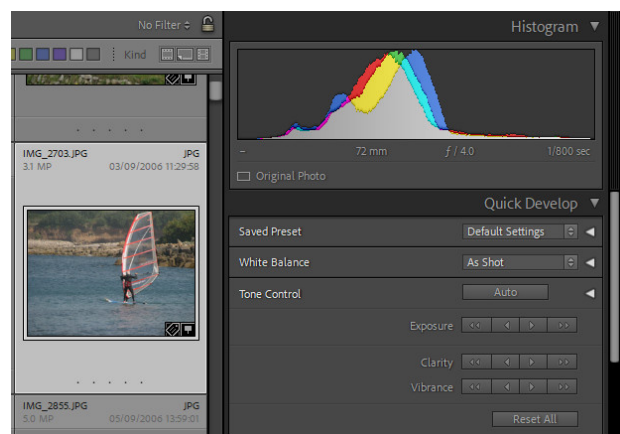 No Filter
Histogram
Kind
IMG_2703.JPG JPG
3.1 MP 03/09/2006 11:29:58
- 72 mm ƒ / 4.0 1/800 sec
Original Photo
Quick Develop
Saved Preset Default Settings
White Balance As Shot
Tone Control Auto
Exposure
Clarity
Vibrance
IMG_2855.JPG JPG
5.0 MP 05/09/2006 13:59:01
Reset All